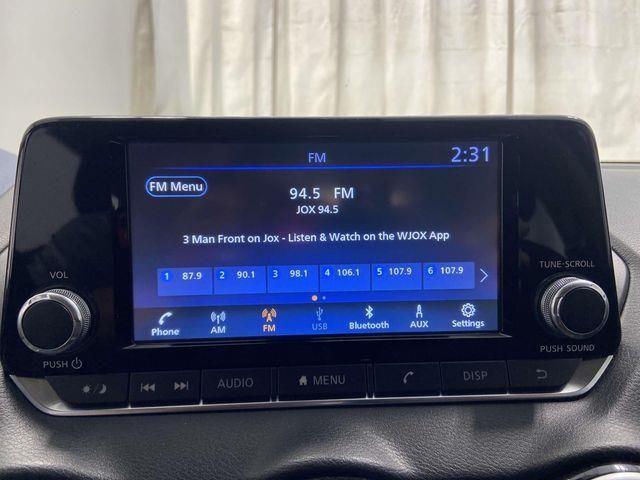 FM
2:31
FM Menu
94.5 FM
JOX 94.5
3 Man Front on Jox - Listen & Watch on the WJOX App
1 87.9 2 90.1 3 98.1 4 106.1 5 107.9 6 107.9
Phone AM FM USB Bluetooth AUX Settings
VOL
PUSH
TUNE·SCROLL
PUSH SOUND
AUDIO MENU DISP